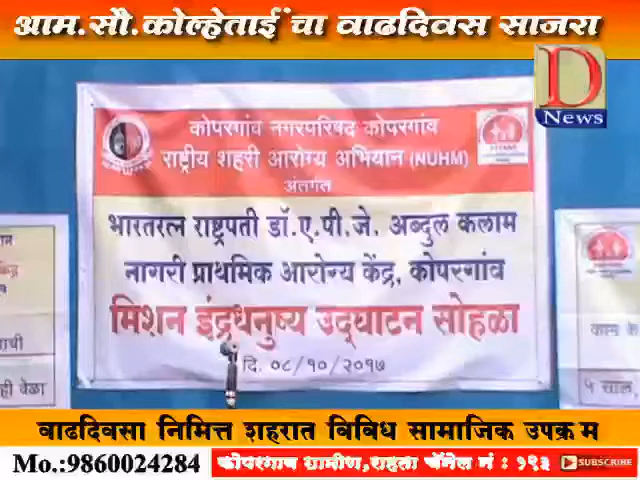 आम.सौ.कोल्हेताईंचा वाढदिवस साजरा
D
News
कोपरगांव नगरपरिषद कोपरगांव
राष्ट्रीय शहरी आरोग्य अभियान (NUHM)
अंतर्गत
भारतरत्न राष्ट्रपती डॉ.ए.पी.जे. अब्दुल कलाम
नागरी प्राथमिक आरोग्य केंद्र, कोपरगांव
मिशन इंद्रधनुष्य उद्‌घाटन सोहळा
दि. ०८/१०/२०१७
ही वेळा
५ साल,
वाढदिवसा निमित्त शहरात विविध सामाजिक उपक्रम
Mo.:9860024284
कोपरगाव ग्रामीण,राहता चॅनेल नं : १९३
SUBSCRIBE